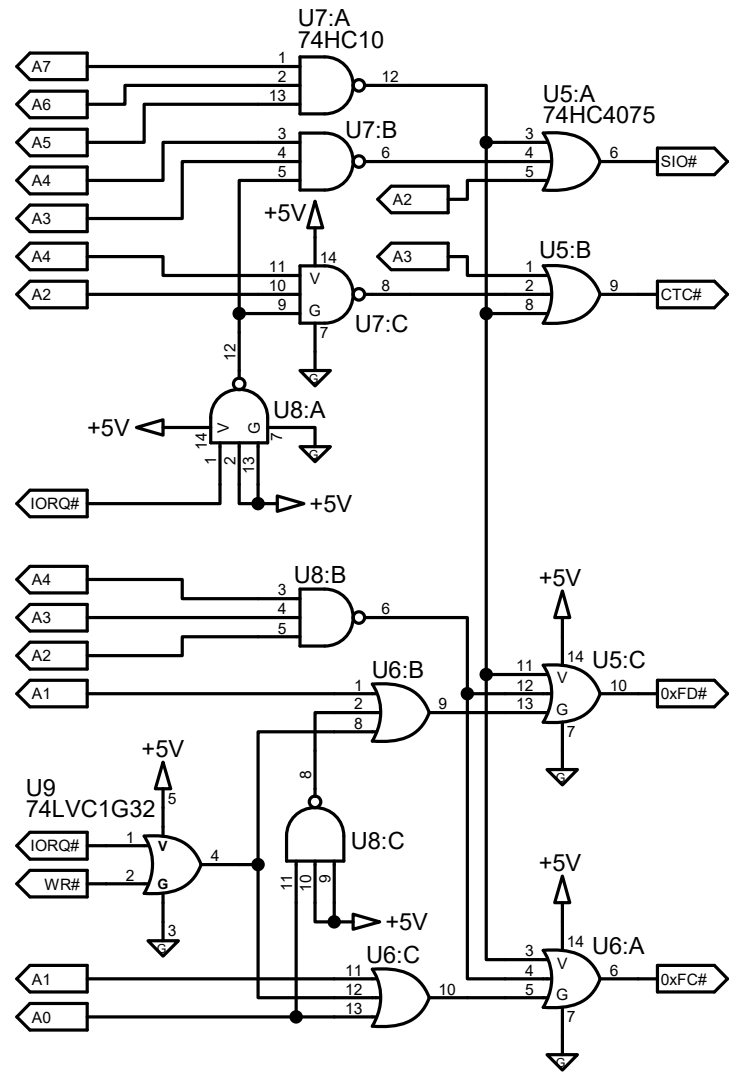 U7:A
74HC10
A7
1
A6
2
12
A5
13
U5:A
74HC4075
U7:B
A4
3
3
A3
4
6
4
6
SIO#
5
5
A2
+5V
14
A4
11
V
A3
U5:B
A2
10
8
1
2
9
CTC#
9
G
U7:C
8
7
12
G
U8:A
+5V
14
V
G
7
G
1
2
13
IORQ#
+5V
U8:B
A4
3
+5V
A3
4
6
A2
5
14
U5:C
A1
U6:B
11
V
1
12
10
0xFD#
2
9
13
G
8
7
+5V
8
G
U9
74LVC1G32
5
IORQ#
1
V
4
U8:C
WR#
2
G
11
10
9
+5V
3
G
+5V
14
U6:A
U6:C
3
V
A1
11
4
6
0xFC#
12
10
5
G
A0
13
7
G